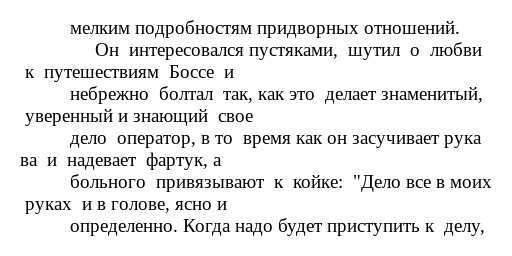 мелким подробностям придворных отношений.
Он интересовался пустяками, шутил о любви
к путешествиям Боссе и
небрежно болтал так, как это делает знаменитый,
уверенный и знающий свое
дело оператор, в то время как он засучивает рука
ва и надевает фартук, а
больного привязывают к койке: "Дело все в моих
руках и в голове, ясно и
определенно. Когда надо будет приступить к делу,